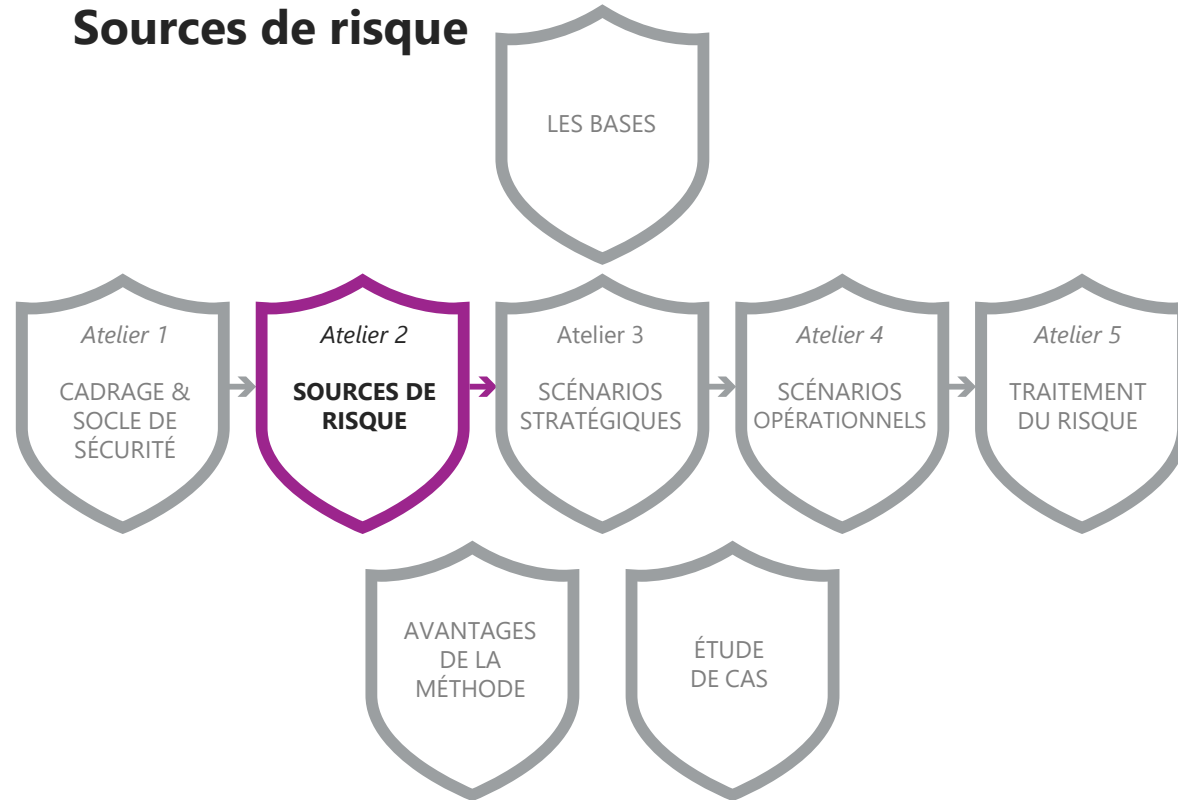 Sources de risque
LES BASES
Atelier 1
CADRAGE &
SOCLE DE
SÉCURITÉ
Atelier 2
SOURCES DE
RISQUE
Atelier 3
SCÉNARIOS
STRATÉGIQUES
Atelier 4
SCÉNARIOS
OPÉRATIONNELS
Atelier 5
TRAITEMENT
DU RISQUE
AVANTAGES
DE LA
MÉTHODE
ÉTUDE
DE CAS